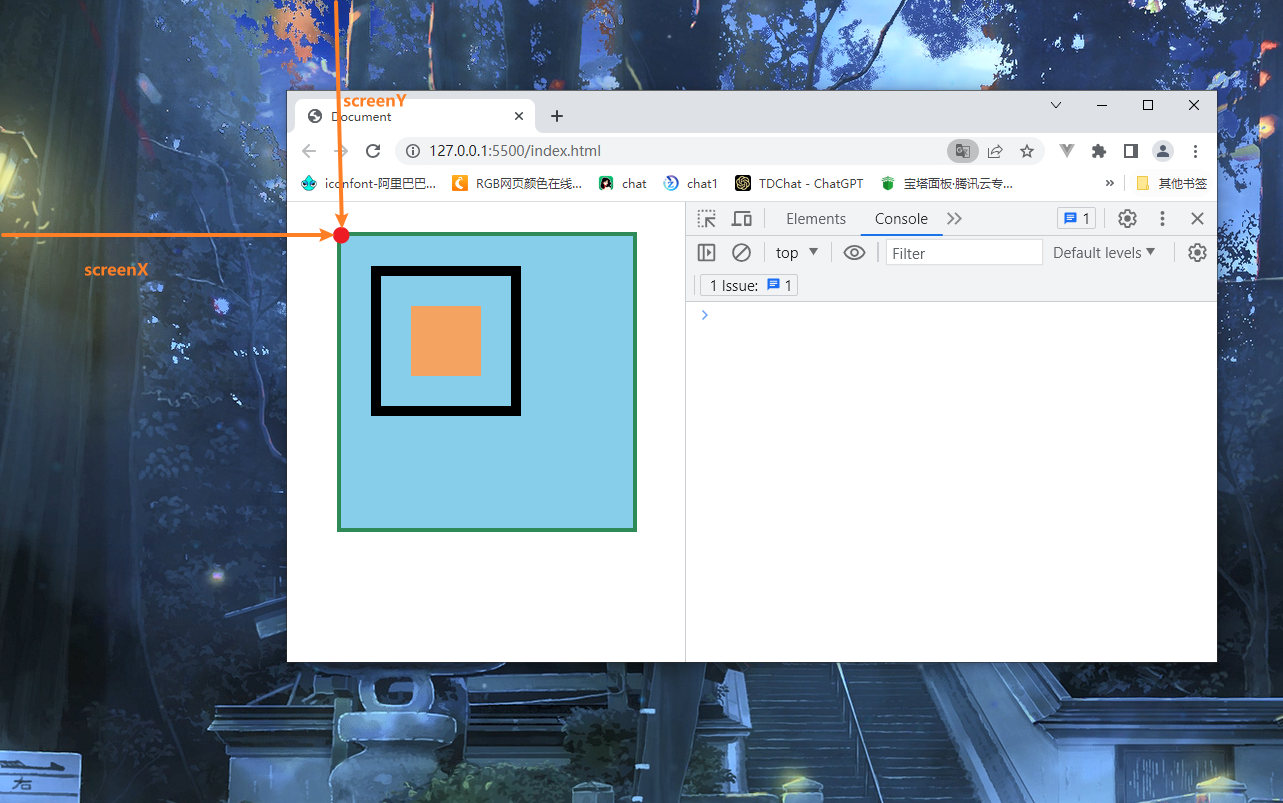 screenY
Document
127.0.0.1:5500/index.html
iconfont-阿里巴巴...
RGB网页颜色在线...
chat
chat1
TDChat - ChatGPT
宝塔面板·腾讯云专...
»
其他书签
Elements
Console
1
top
Filter
Default levels
1 Issue:
1
screenX
右